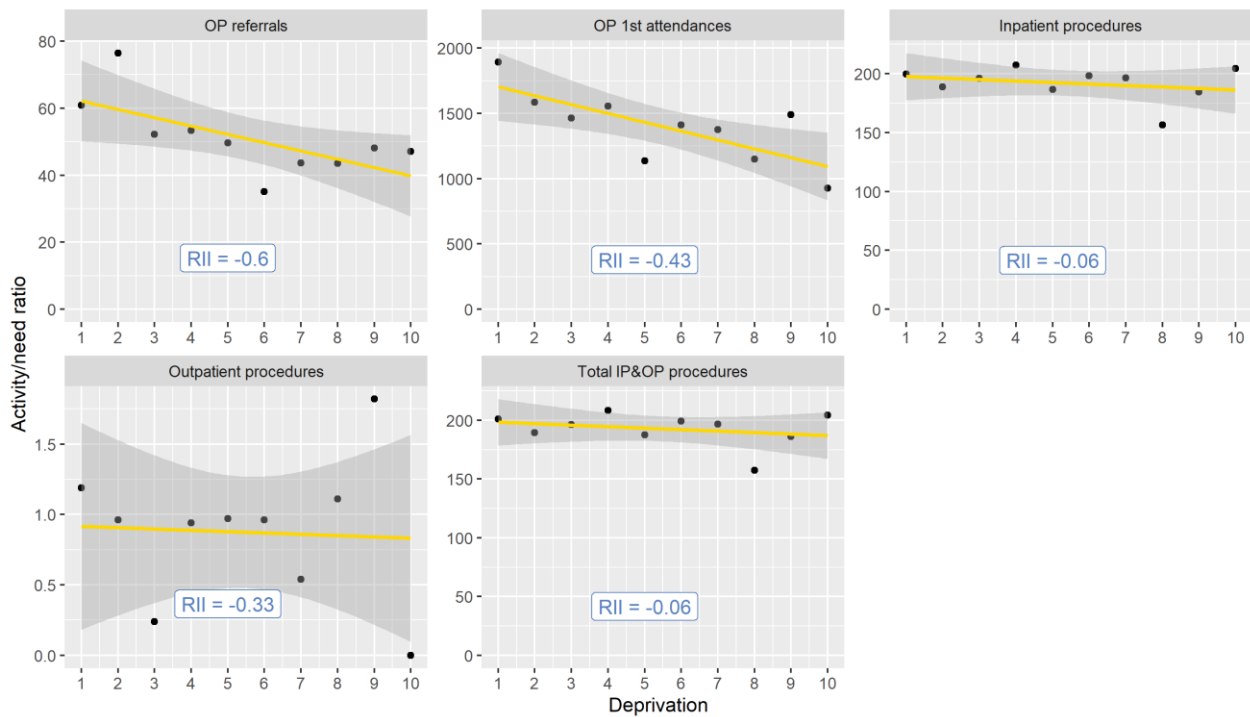 OP referrals
OP 1st attendances
Inpatient procedures
80
60
40
20
0
RII = -0.6
1 2 3 4 5 6 7 8 9 10
2000
1500
1000
500
0
RII = -0.43
1 2 3 4 5 6 7 8 9 10
200
150
100
50
0
RII = -0.06
1 2 3 4 5 6 7 8 9 10
Activity/need ratio
Outpatient procedures
Total IP&OP procedures
1.5
1.0
0.5
0.0
RII = -0.33
1 2 3 4 5 6 7 8 9 10
200
150
100
50
0
RII = -0.06
1 2 3 4 5 6 7 8 9 10
Deprivation